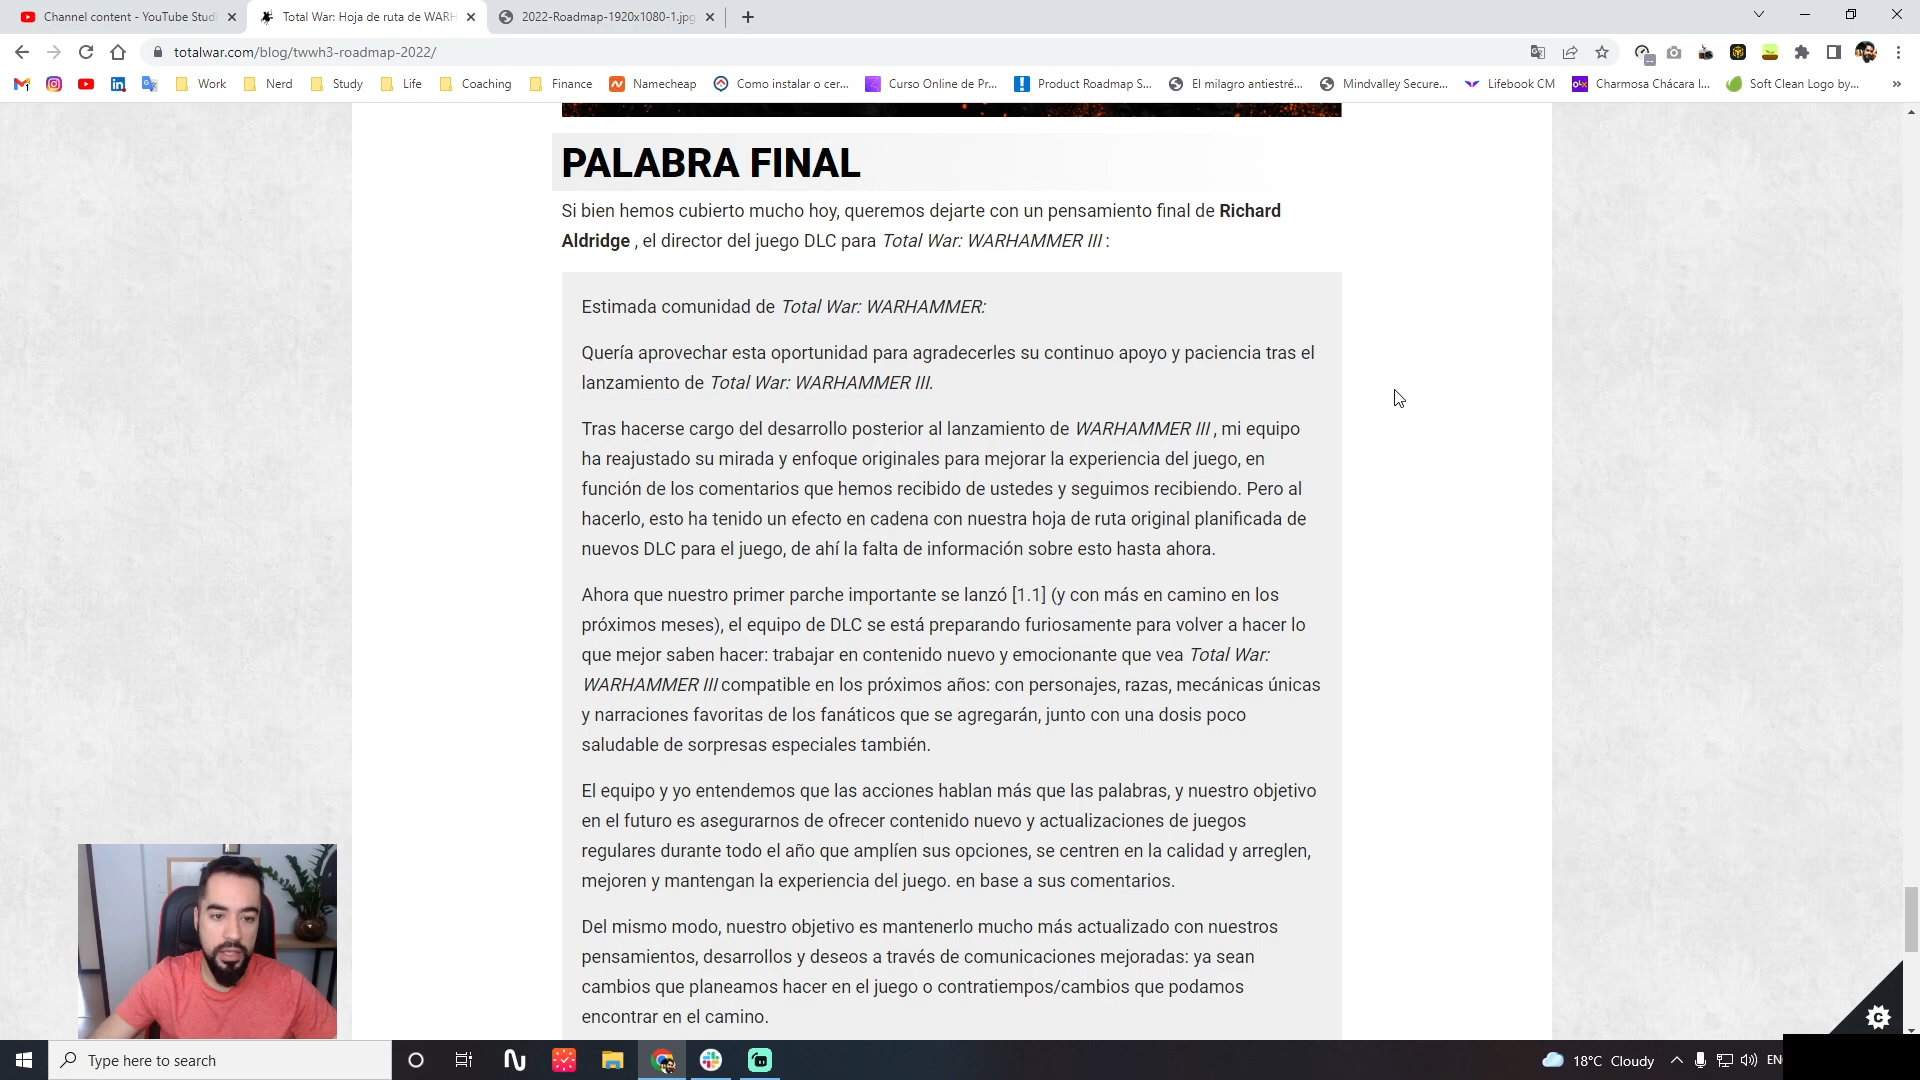 Channel content - YouTube Studi
Total War: Hoja de ruta de WARH
2022-Roadmap-1920x1080-1.jpg
totalwar.com/blog/twwh3-roadmap-2022/
Work
Nerd
Study
Life
Coaching
Finance
Namecheap
Como instalar o cer...
Curso Online de Pr...
Product Roadmap S...
El milagro antiestré...
Mindvalley Secure...
Lifebook CM
Charmosa Chácara I...
Soft Clean Logo by...
PALABRA FINAL
Si bien hemos cubierto mucho hoy, queremos dejarte con un pensamiento final de Richard
Aldridge , el director del juego DLC para Total War: WARHAMMER III :
Estimada comunidad de Total War: WARHAMMER:
Quería aprovechar esta oportunidad para agradecerles su continuo apoyo y paciencia tras el
lanzamiento de Total War: WARHAMMER III.
Tras hacerse cargo del desarrollo posterior al lanzamiento de WARHAMMER III , mi equipo
ha reajustado su mirada y enfoque originales para mejorar la experiencia del juego, en
función de los comentarios que hemos recibido de ustedes y seguimos recibiendo. Pero al
hacerlo, esto ha tenido un efecto en cadena con nuestra hoja de ruta original planificada de
nuevos DLC para el juego, de ahí la falta de información sobre esto hasta ahora.
Ahora que nuestro primer parche importante se lanzó [1.1] (y con más en camino en los
próximos meses), el equipo de DLC se está preparando furiosamente para volver a hacer lo
que mejor saben hacer: trabajar en contenido nuevo y emocionante que vea Total War:
WARHAMMER III compatible en los próximos años: con personajes, razas, mecánicas únicas
y narraciones favoritas de los fanáticos que se agregarán, junto con una dosis poco
saludable de sorpresas especiales también.
El equipo y yo entendemos que las acciones hablan más que las palabras, y nuestro objetivo
en el futuro es asegurarnos de ofrecer contenido nuevo y actualizaciones de juegos
regulares durante todo el año que amplíen sus opciones, se centren en la calidad y arreglen,
mejoren y mantengan la experiencia del juego. en base a sus comentarios.
Del mismo modo, nuestro objetivo es mantenerlo mucho más actualizado con nuestros
pensamientos, desarrollos y deseos a través de comunicaciones mejoradas: ya sean
cambios que planeamos hacer en el juego o contratiempos/cambios que podamos
encontrar en el camino.
Type here to search
18°C Cloudy
EN